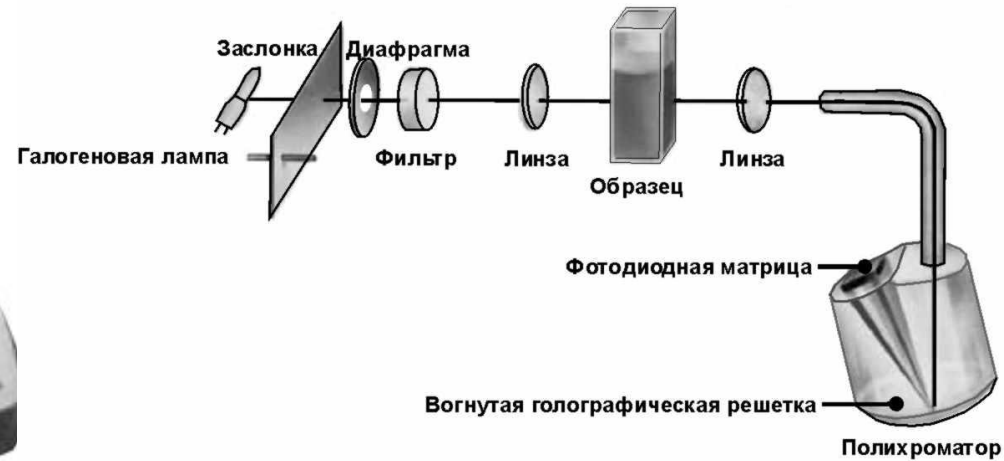 Заслонка
Диафрагма
Галогеновая лампа
Фильтр
Линза
Образец
Линза
Фотодиодная матрица
Вогнутая голографическая решетка
Полихроматор